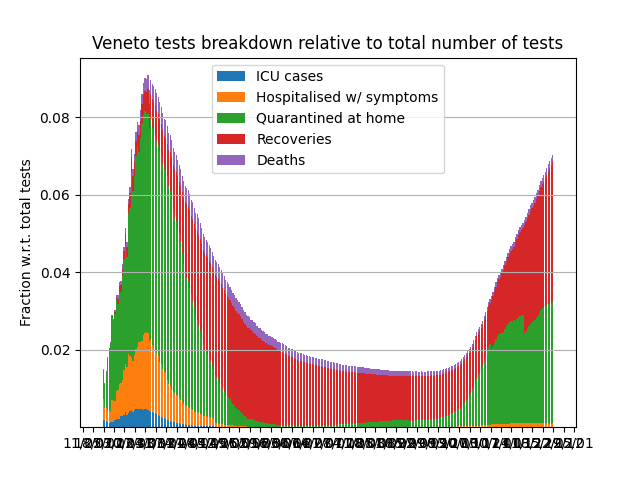 Veneto tests breakdown relative to total number of tests
ICU cases
Hospitalised w/ symptoms
Quarantined at home
Recoveries
Deaths
Fraction w.r.t. total tests
0.08
0.06
0.04
0.02